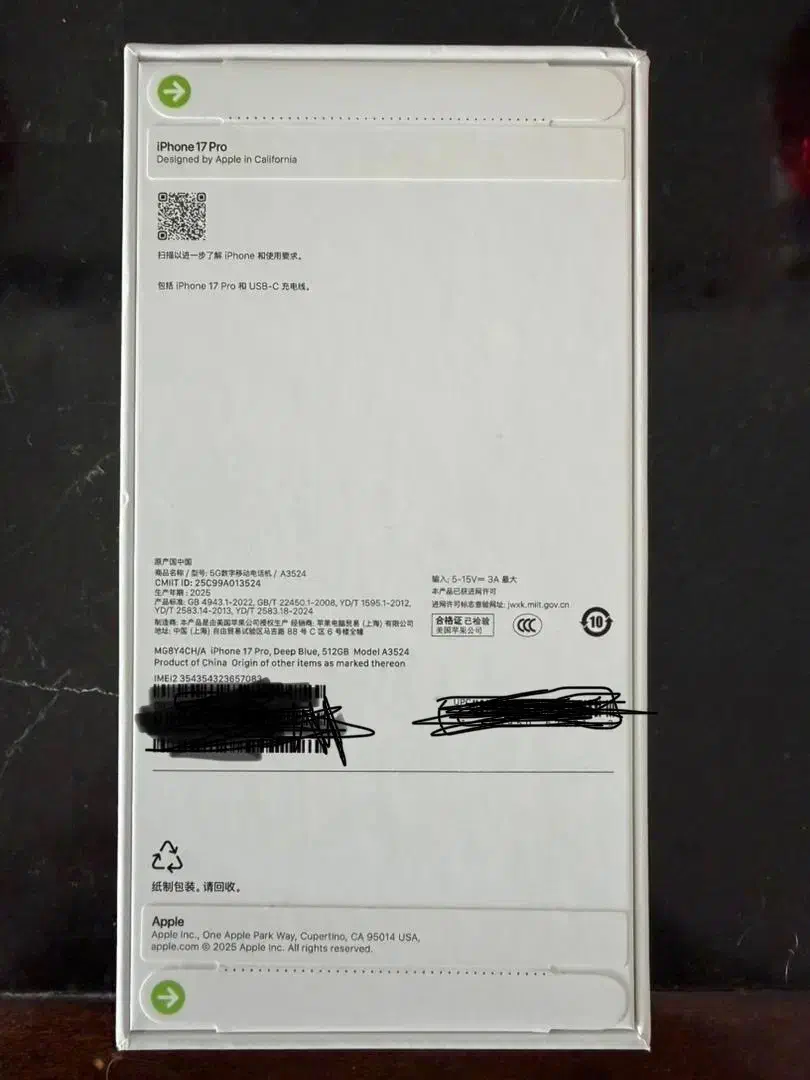 iPhone 17 Pro
Designed by Apple in California
扫描以进一步了解 iPhone 和使用要求。
包括 iPhone 17 Pro 和 USB-C 充电线。
原产国中国
商品名称 / 型号: 5G数字移动电话机 / A3524
CMIIT ID: 25C99A013524
生产年期: 2025
产品标准: GB 4943.1-2022, GB/T 22450.1-2008, YD/T 1595.1-2012,
YD/T 2583.14-2013, YD/T 2583.18-2024
制造商: 本产品是由美国苹果公司授权生产 经销商: 苹果电脑贸易 (上海) 有限公司
地址: 中国 (上海) 自由贸易试验区马吉路 88 号 C 区 6 号楼全幢
MG8Y4CH/A iPhone 17 Pro, Deep Blue, 512GB Model A3524
Product of China Origin of other items as marked thereon
IMEI2 354354323657083
输入: 5-15V⎓ 3A 最大
本产品已获进网许可
进网许可标志查验网址: jwxk.miit.gov.cn
合格证 已检验
美国苹果公司
CCC
10
纸制包装。请回收。
Apple
Apple Inc., One Apple Park Way, Cupertino, CA 95014 USA,
apple.com © 2025 Apple Inc. All rights reserved.